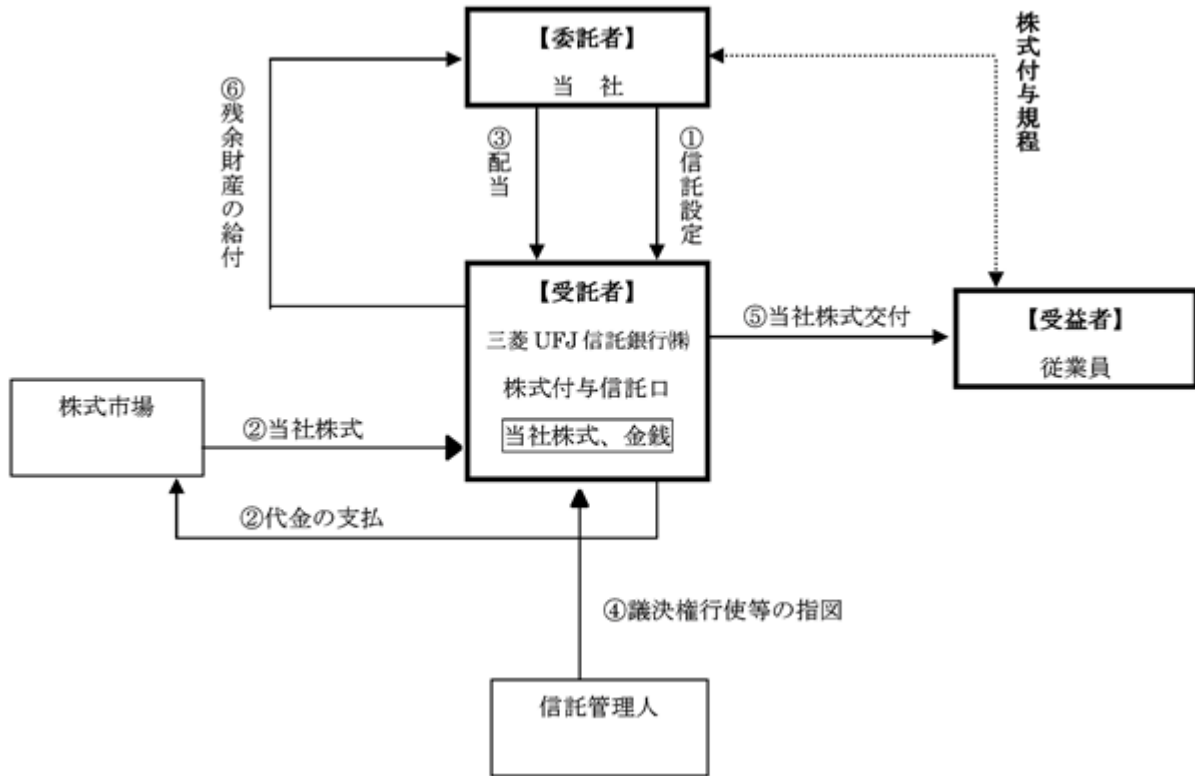 【委託者】
当 社
株式付与規程
⑥残余財産の給付
③配当
①信託設定
【受託者】
三菱 UFJ 信託銀行㈱
株式付与信託口
当社株式、金銭
⑤当社株式交付
【受益者】
従業員
株式市場
②当社株式
②代金の支払
④議決権行使等の指図
信託管理人